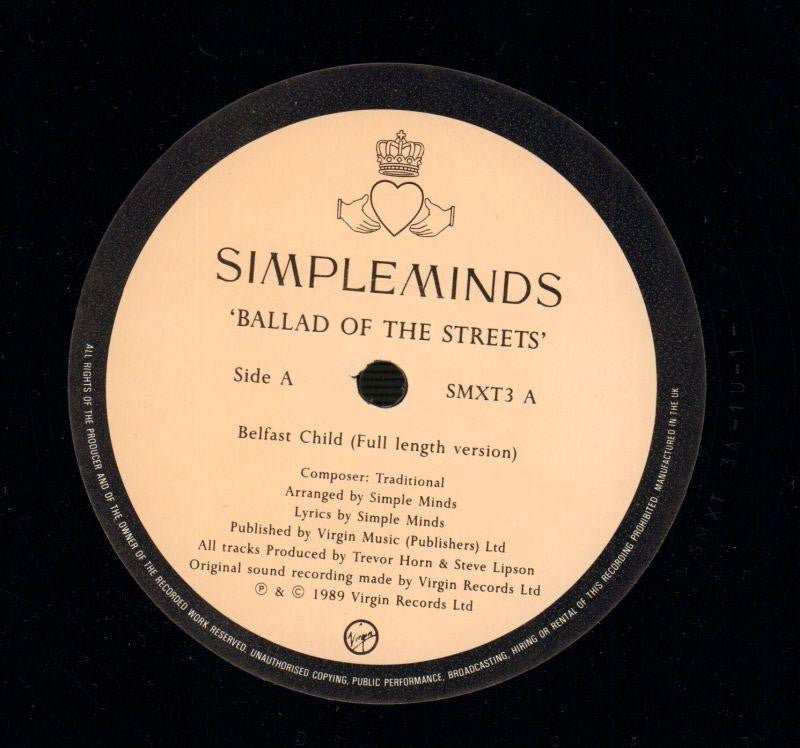 SIMPLEMINDS
'BALLAD OF THE STREETS'
Side A
SMXT3 A
Belfast Child (Full length version)
Composer: Traditional
Arranged by Simple Minds
Lyrics by Simple Minds
Published by Virgin Music (Publishers) Ltd
All tracks Produced by Trevor Horn & Steve Lipson
Original sound recording made by Virgin Records Ltd
℗ & © 1989 Virgin Records Ltd
Virgin
ALL RIGHTS OF THE PRODUCER AND OF THE OWNER OF THE RECORDED WORK RESERVED. UNAUTHORISED COPYING, PUBLIC PERFORMANCE, BROADCASTING, HIRING OR RENTAL OF THIS RECORDING PROHIBITED. MANUFACTURED IN THE UK
SMXT 3A-1U-1-